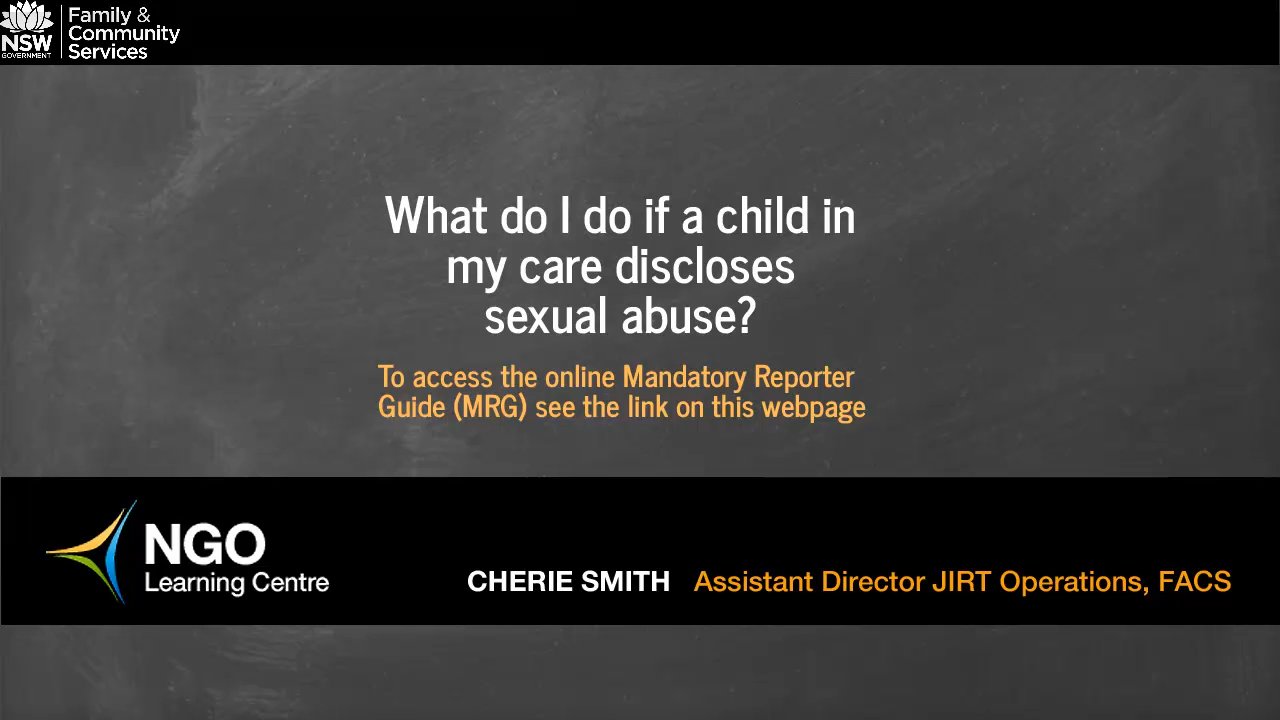 NSW
GOVERNMENT
Family &
Community
Services
What do I do if a child in
my care discloses
sexual abuse?
To access the online Mandatory Reporter
Guide (MRG) see the link on this webpage
NGO
Learning Centre
CHERIE SMITH Assistant Director JIRT Operations, FACS